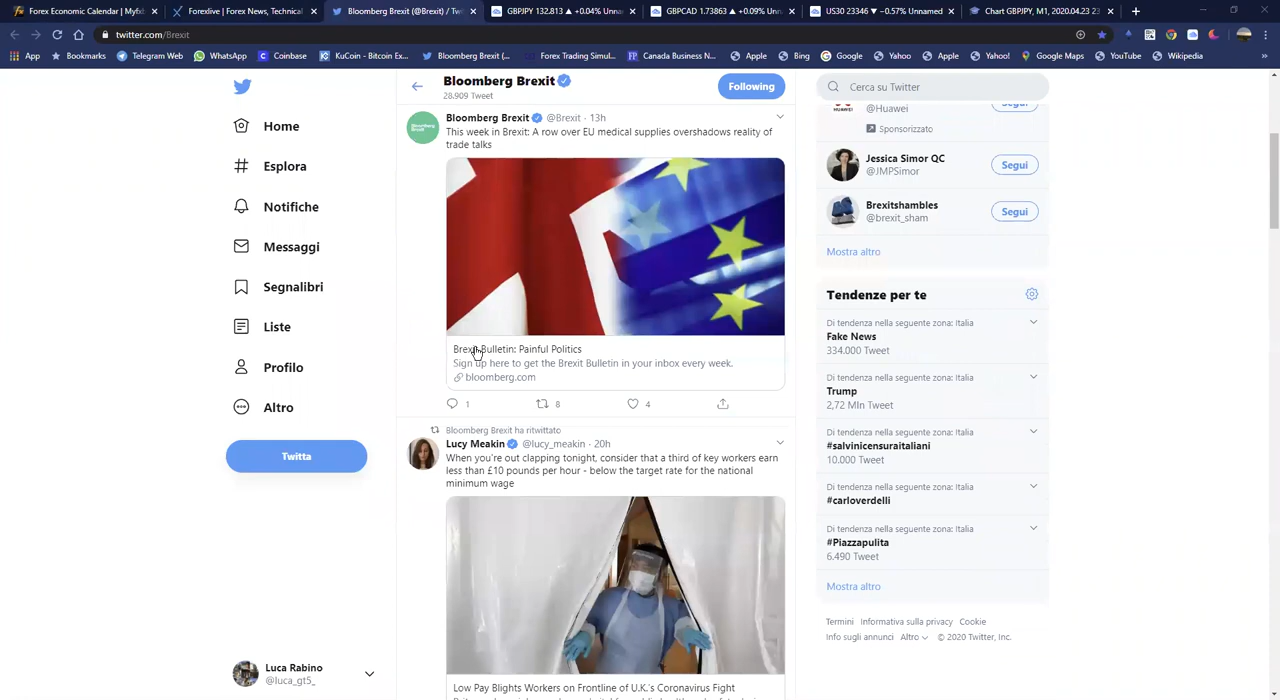 Forex Economic Calendar | Myfx
Forexlive | Forex News, Technical
Bloomberg Brexit (@Brexit) / Twi
GBPJPY 132,813 ▲ +0.04% Unna
GBPCAD 1.73863 ▲ +0.09% Unn
US30 23346 ▼ −0.57% Unnamed
Chart GBPJPY, M1, 2020.04.23 23
twitter.com/Brexit
App
Bookmarks
Telegram Web
WhatsApp
Coinbase
KuCoin - Bitcoin Ex...
Bloomberg Brexit (...
Forex Trading Simul...
Canada Business N...
Apple
Bing
Google
Yahoo
Apple
Yahoo!
Google Maps
YouTube
Wikipedia
Home
Esplora
Notifiche
Messaggi
Segnalibri
Liste
Profilo
Altro
Twitta
Luca Rabino
@luca_gt5_
Bloomberg Brexit
28.909 Tweet
Following
Bloomberg Brexit @Brexit · 13h
This week in Brexit: A row over EU medical supplies overshadows reality of
trade talks
Brexit Bulletin: Painful Politics
Sign up here to get the Brexit Bulletin in your inbox every week.
bloomberg.com
1
8
4
Bloomberg Brexit ha ritwittato
Lucy Meakin @lucy_meakin · 20h
When you're out clapping tonight, consider that a third of key workers earn
less than £10 pounds per hour - below the target rate for the national
minimum wage
Low Pay Blights Workers on Frontline of U.K.'s Coronavirus Fight
Cerca su Twitter
@Huawei
Segui
Sponsorizzato
Jessica Simor QC
@JMPSimor
Segui
Brexitshambles
@brexit_sham
Segui
Mostra altro
Tendenze per te
Di tendenza nella seguente zona: Italia
Fake News
334.000 Tweet
Di tendenza nella seguente zona: Italia
Trump
2,72 Mln Tweet
Di tendenza nella seguente zona: Italia
#salvinicensuraitaliani
10.000 Tweet
Di tendenza nella seguente zona: Italia
#carloverdelli
Di tendenza nella seguente zona: Italia
#Piazzapulita
6.490 Tweet
Mostra altro
Termini Informativa sulla privacy Cookie
Info sugli annunci Altro © 2020 Twitter, Inc.